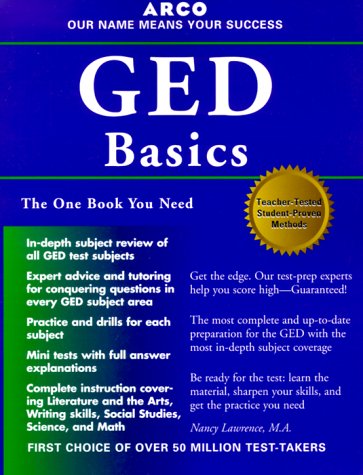 ARCO
OUR NAME MEANS YOUR SUCCESS
GED
Basics
The One Book You Need
Teacher-Tested
Student-Proven
Methods
In-depth subject review of
all GED test subjects
Expert advice and tutoring
for conquering questions in
every GED subject area
Practice and drills for each
subject
Mini tests with full answer
explanations
Complete instruction cover-
ing Literature and the Arts,
Writing skills, Social Studies,
Science, and Math
Get the edge. Our test-prep experts
help you score high—Guaranteed!
The most complete and up-to-date
preparation for the GED with the
most in-depth subject coverage
Be ready for the test: learn the
material, sharpen your skills, and
get the practice you need
Nancy Lawrence, M.A.
FIRST CHOICE OF OVER 50 MILLION TEST-TAKERS